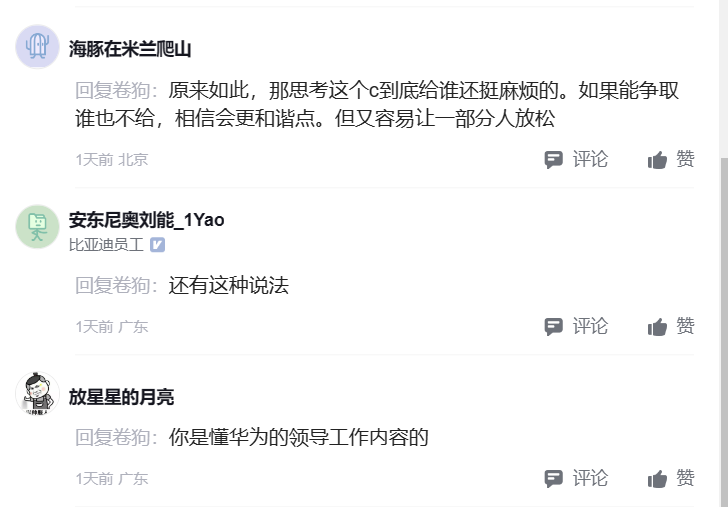 海豚在米兰爬山
回复卷狗：原来如此，那思考这个c到底给谁还挺麻烦的。如果能争取
谁也不给，相信会更和谐点。但又容易让一部分人放松
1天前 北京
评论 赞
安东尼奥刘能_1Yao
比亚迪员工
回复卷狗：还有这种说法
1天前 广东
评论 赞
放星星的月亮
回复卷狗：你是懂华为的领导工作内容的
1天前 广东
评论 赞